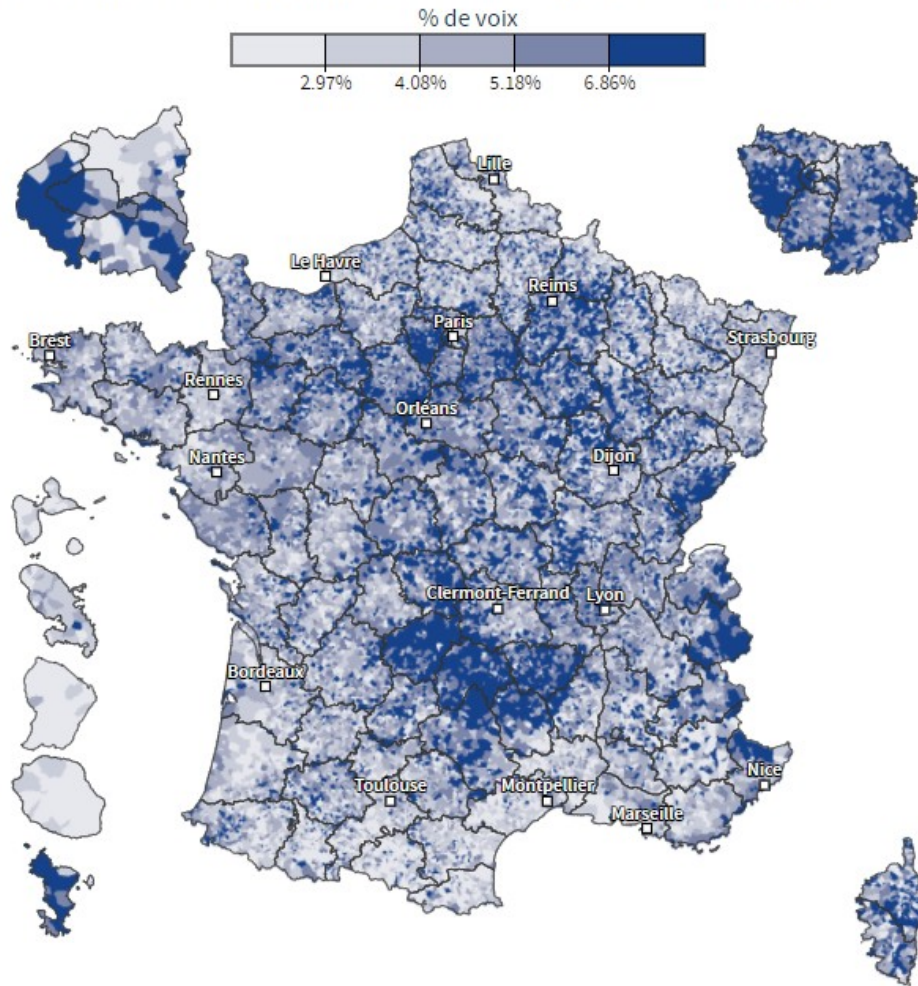 % de voix
2.97% 4.08% 5.18% 6.86%
Lille
Le Havre
Reims
Paris
Brest
Strasbourg
Rennes
Orléans
Nantes
Dijon
Clermont-Ferrand
Lyon
Bordeaux
Nice
Toulouse
Montpellier
Marseille